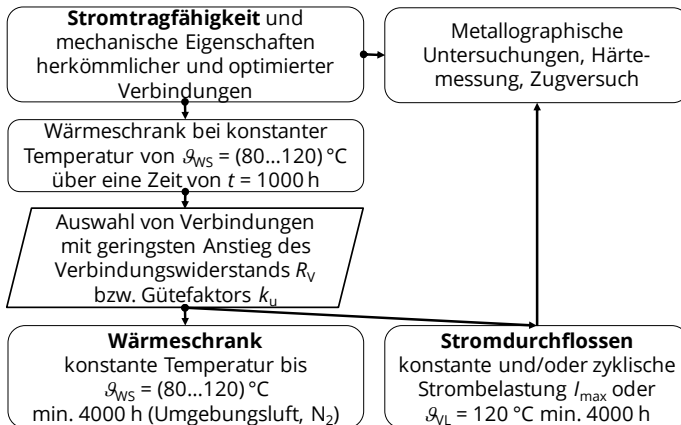 Stromtragfähigkeit und
mechanische Eigenschaften
herkömmlicher und optimierter
Verbindungen
Metallographische
Untersuchungen, Härte-
messung, Zugversuch
Wärmeschrank bei konstanter
Temperatur von ϑWS = (80...120) °C
über eine Zeit von t = 1000 h
Auswahl von Verbindungen
mit geringsten Anstieg des
Verbindungswiderstands RV
bzw. Gütefaktors ku
Wärmeschrank
konstante Temperatur bis
ϑWS = (80...120) °C
min. 4000 h (Umgebungsluft, N2)
Stromdurchflossen
konstante und/oder zyklische
Strombelastung Imax oder
ϑVL = 120 °C min. 4000 h